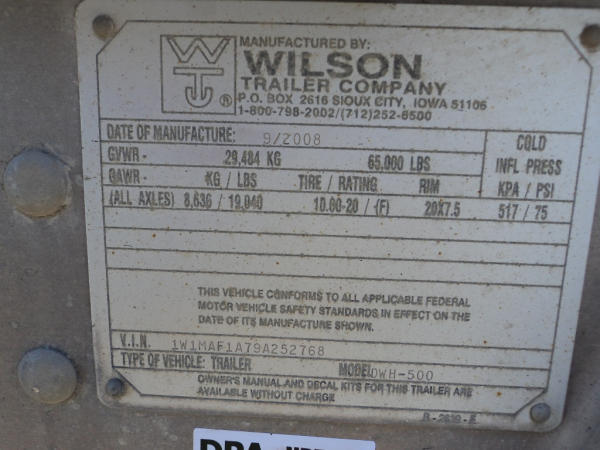 MANUFACTURED BY:
WILSON
TRAILER COMPANY
P.O. BOX 2616 SIOUX CITY, IOWA 51106
1-800-798-2002/(712)252-6500
WT ®
DATE OF MANUFACTURE: 9/2008
GVWR- 29,484 KG 65,000 LBS
COLD
INFL PRESS
GAWR- KG / LBS TIRE / RATING RIM KPA / PSI
(ALL AXLES) 8,636 / 19,040 10.00-20 / (F) 20X7.5 517 / 75
THIS VEHICLE CONFORMS TO ALL APPLICABLE FEDERAL
MOTOR VEHICLE SAFETY STANDARDS IN EFFECT ON THE
DATE OF ITS MANUFACTURE SHOWN.
V.I.N. 1W1MAF1A79A252768
TYPE OF VEHICLE: TRAILER MODEL DWH-500
OWNER'S MANUAL AND DECAL KITS FOR THIS TRAILER ARE
AVAILABLE WITHOUT CHARGE